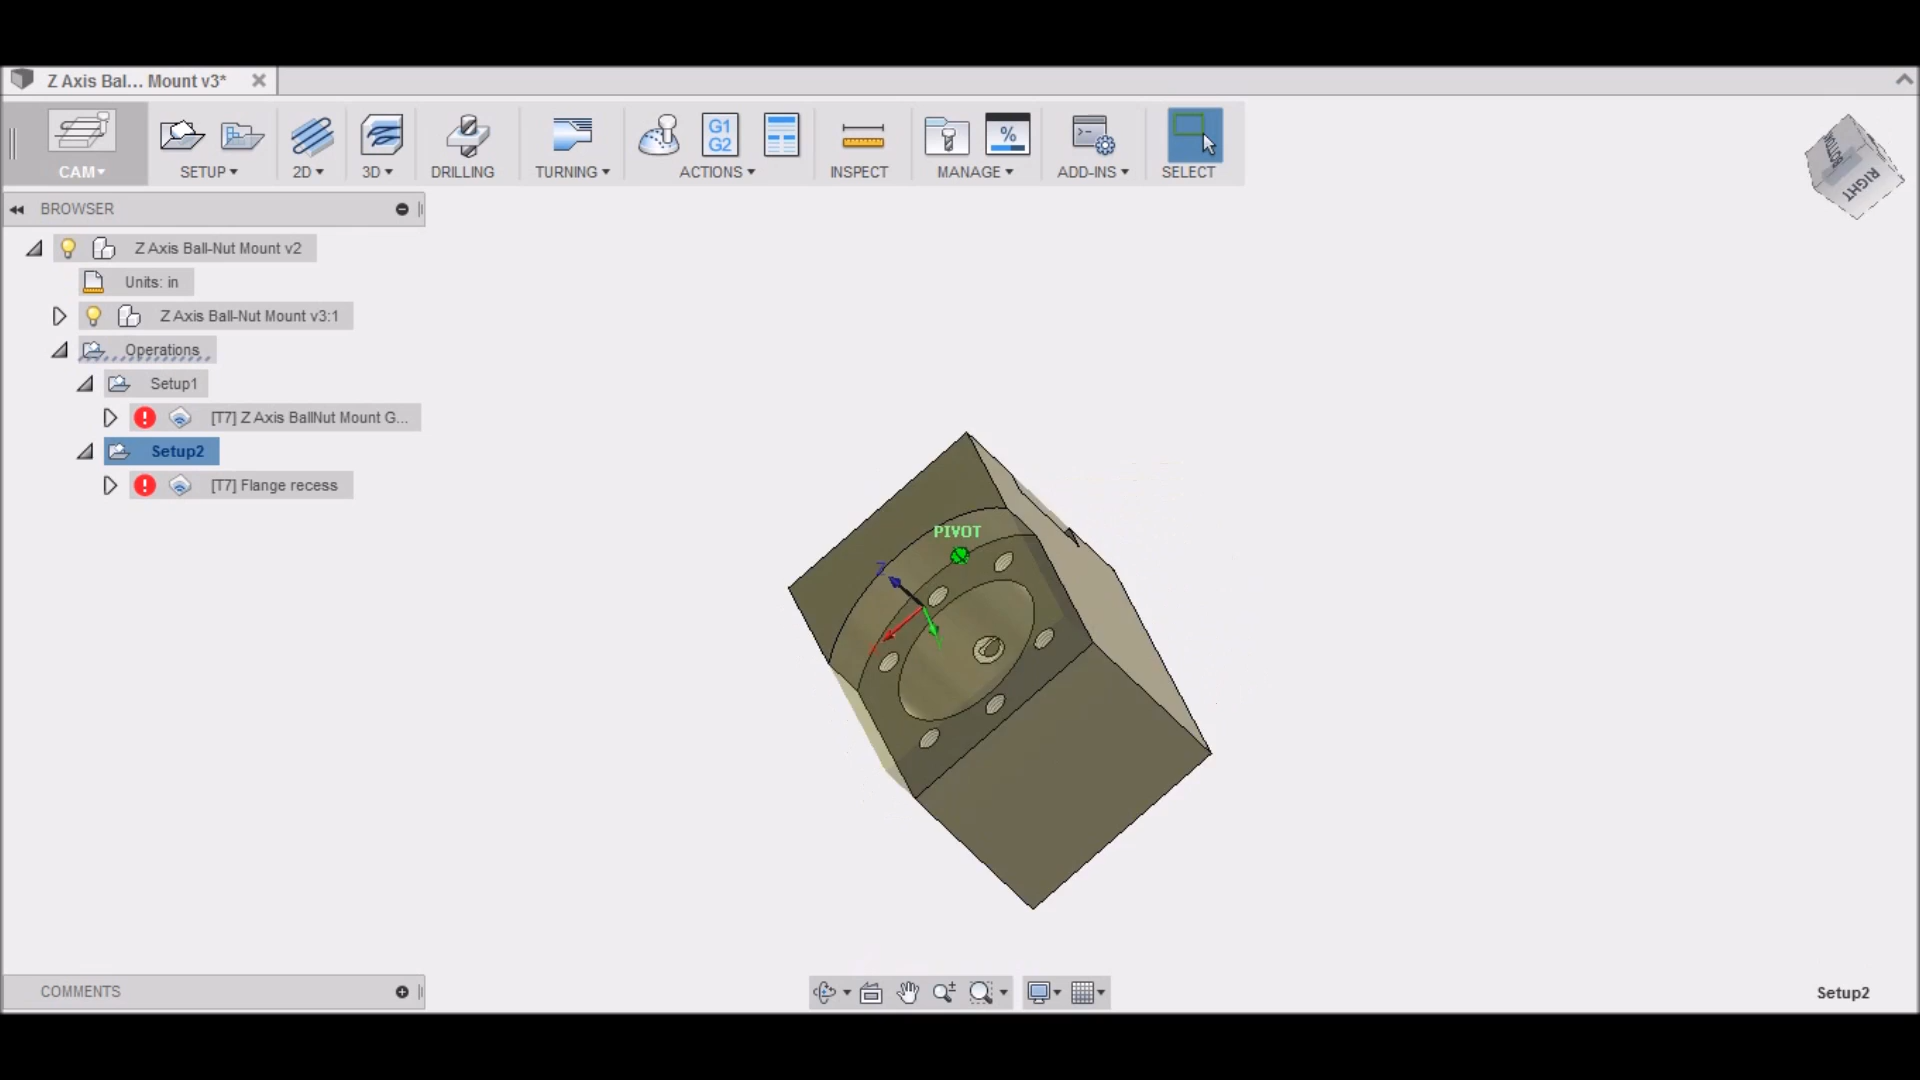 Z Axis Bal... Mount v3*
CAM
SETUP
2D
3D
DRILLING
TURNING
G1
G2
ACTIONS
INSPECT
%
MANAGE
ADD-INS
SELECT
RIGHT
BROWSER
Z Axis Ball-Nut Mount v2
Units: in
Z Axis Ball-Nut Mount v3:1
Operations
Setup1
[T7] Z Axis BallNut Mount G...
Setup2
[T7] Flange recess
PIVOT
Z
COMMENTS
Setup2